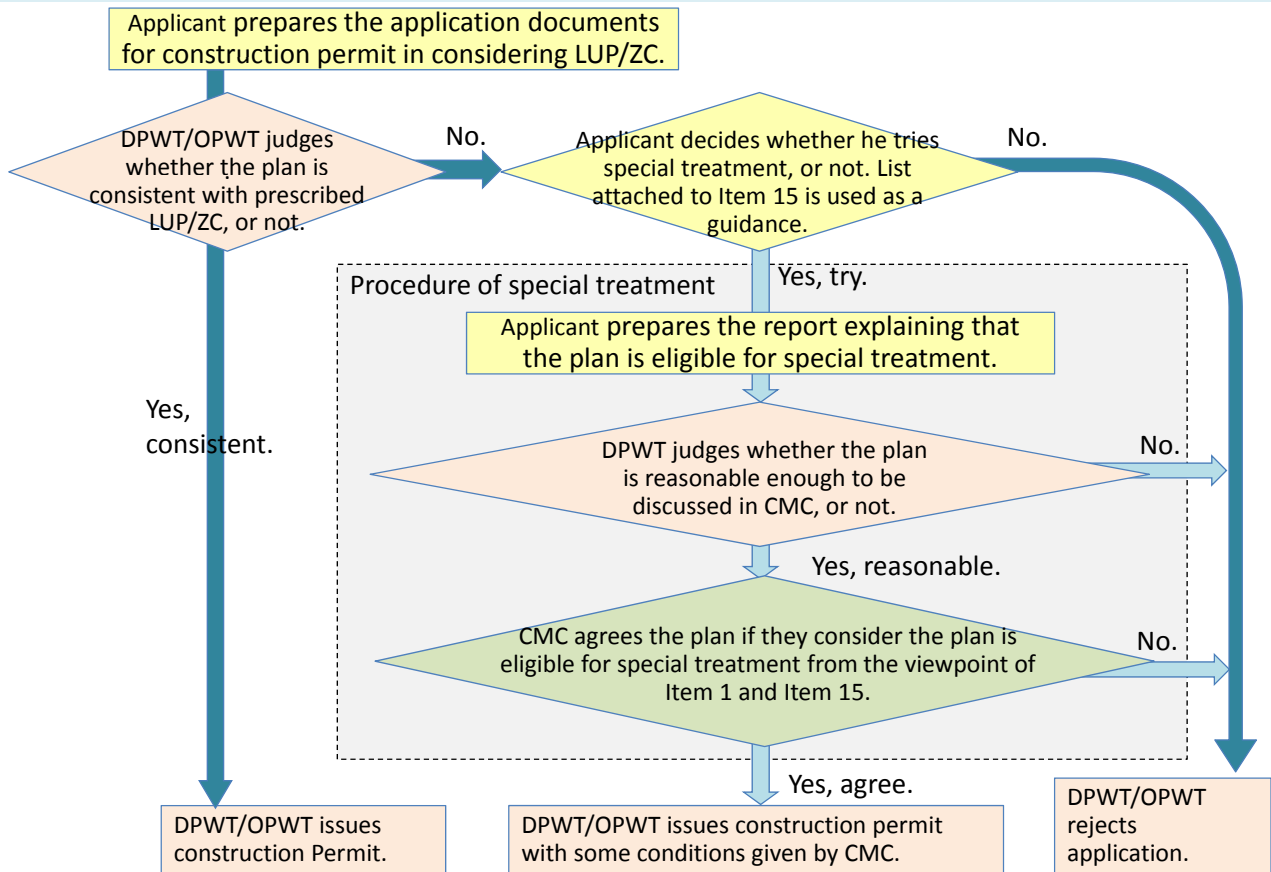 Applicant prepares the application documents
for construction permit in considering LUP/ZC.
DPWT/OPWT judges
whether the plan is
consistent with prescribed
LUP/ZC, or not.
No.
Applicant decides whether he tries
special treatment, or not. List
attached to Item 15 is used as a
guidance.
No.
Procedure of special treatment
Yes, try.
Applicant prepares the report explaining that
the plan is eligible for special treatment.
Yes,
consistent.
DPWT judges whether the plan
is reasonable enough to be
discussed in CMC, or not.
No.
Yes, reasonable.
CMC agrees the plan if they consider the plan is
eligible for special treatment from the viewpoint of
Item 1 and Item 15.
No.
Yes, agree.
DPWT/OPWT issues
construction Permit.
DPWT/OPWT issues construction permit
with some conditions given by CMC.
DPWT/OPWT
rejects
application.